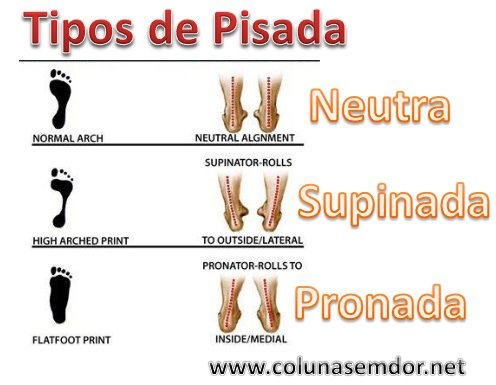 Tipos de Pisada
NORMAL ARCH
NEUTRAL ALGNMENT
Neutra
SUPINATOR-ROLLS
HIGH ARCHED PRINT
TO OUTSIDE/LATERAL
Supinada
PRONATOR-ROLLS TO
FLATFOOT PRINT
INSIDE/MEDIAL
Pronada
www.colunasemdor.net